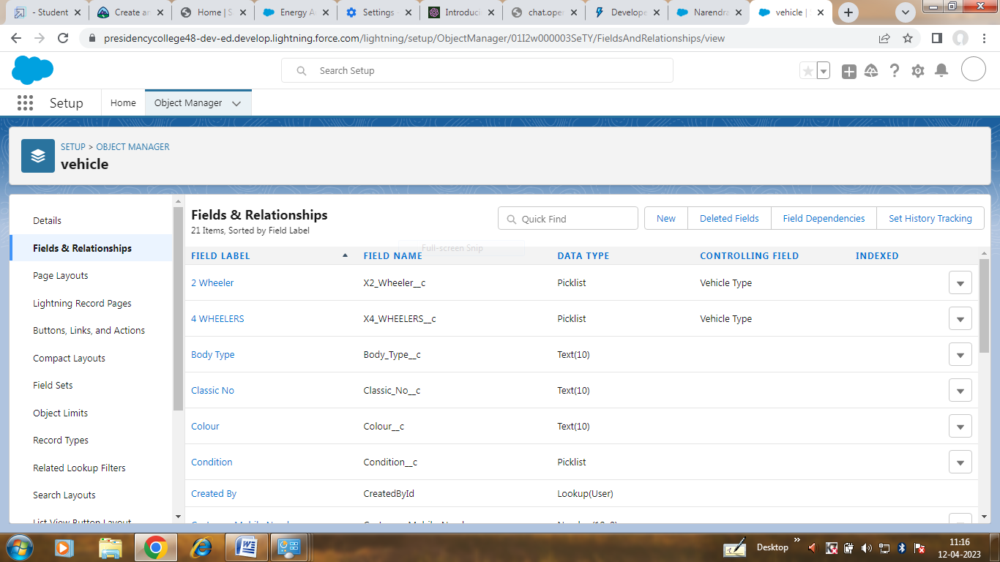 - Student
Create an
Home | S
Energy A
Settings -
Introduci
chat.open
Develope
Narendra
vehicle | S
presidencycollege48-dev-ed.develop.lightning.force.com/lightning/setup/ObjectManager/01I2w000003SeTY/FieldsAndRelationships/view
Search Setup
Setup
Home
Object Manager
SETUP > OBJECT MANAGER
vehicle
Details
Fields & Relationships
Page Layouts
Lightning Record Pages
Buttons, Links, and Actions
Compact Layouts
Field Sets
Object Limits
Record Types
Related Lookup Filters
Search Layouts
List View Button Layout
Fields & Relationships
21 Items, Sorted by Field Label
Quick Find
New
Deleted Fields
Field Dependencies
Set History Tracking
Full-screen Snip
FIELD LABEL FIELD NAME DATA TYPE CONTROLLING FIELD INDEXED
2 Wheeler X2_Wheeler__c Picklist Vehicle Type
4 WHEELERS X4_WHEELERS__c Picklist Vehicle Type
Body Type Body_Type__c Text(10)
Classic No Classic_No__c Text(10)
Colour Colour__c Text(10)
Condition Condition__c Picklist
Created By CreatedById Lookup(User)
Desktop
11:16
12-04-2023